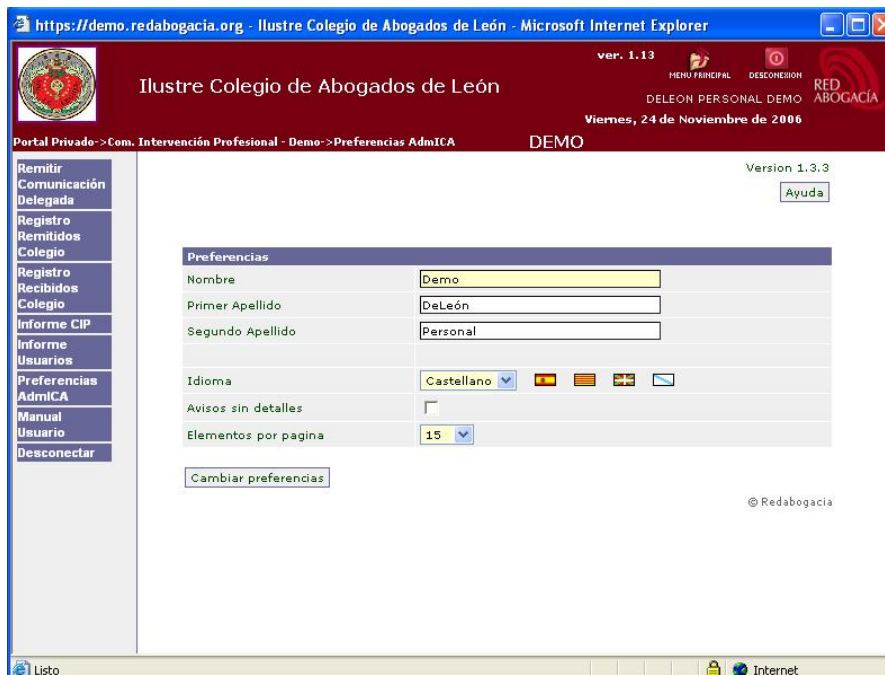 https://demo.redabogacia.org - Ilustre Colegio de Abogados de León - Microsoft Internet Explorer
ver. 1.13
MENU PRINCIPAL
DESCONEXION
RED
ABOGACÍA
Ilustre Colegio de Abogados de León
DELEON PERSONAL DEMO
Viernes, 24 de Noviembre de 2006
Portal Privado->Com. Intervención Profesional - Demo->Preferencias AdmICA
DEMO
Remitir
Comunicación
Delegada
Registro
Remitidos
Colegio
Registro
Recibidos
Colegio
Informe CIP
Informe
Usuarios
Preferencias
AdmICA
Manual
Usuario
Desconectar
Version 1.3.3
Ayuda
Preferencias
Nombre Demo
Primer Apellido DeLeón
Segundo Apellido Personal
Idioma Castellano
Avisos sin detalles
Elementos por pagina 15
Cambiar preferencias
© Redabogacia
Listo
Internet